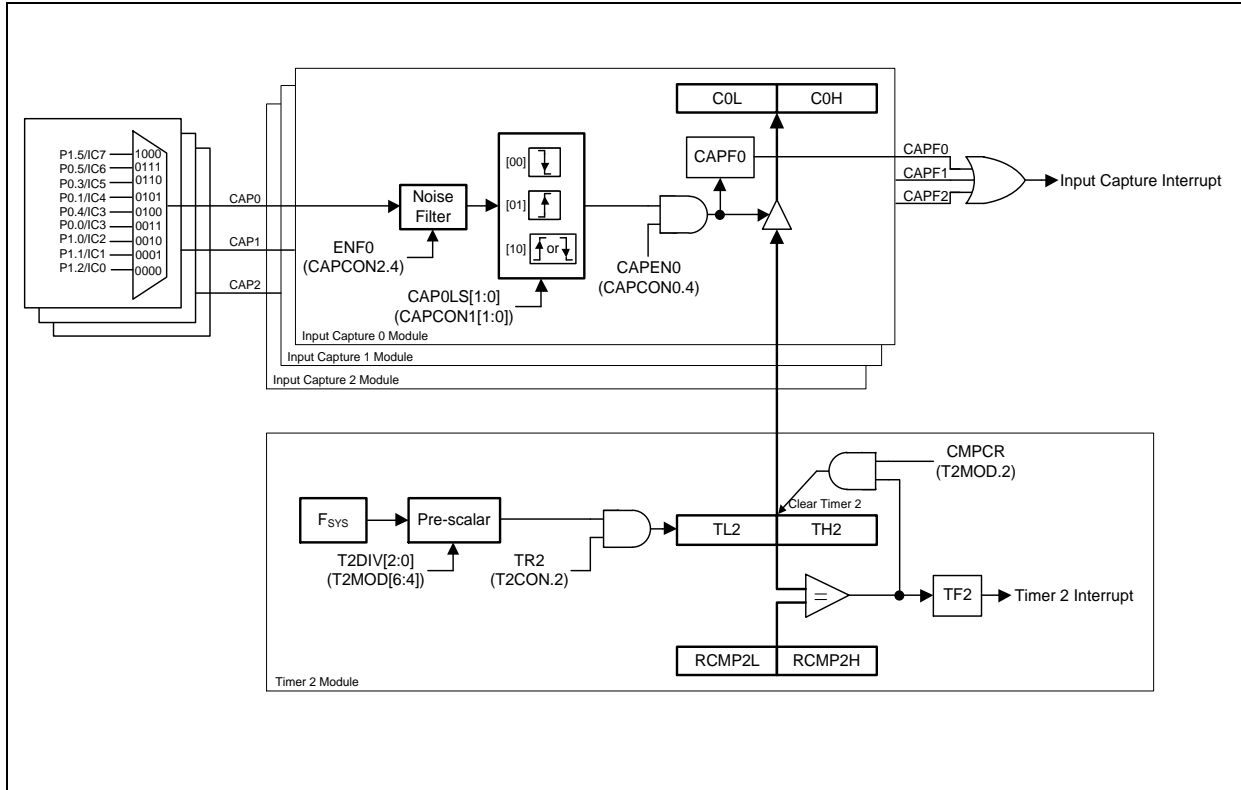 C0L C0H
P1.5/IC7 1000
P0.5/IC6 0111
P0.3/IC5 0110
P0.1/IC4 0101
P0.4/IC3 0100
P0.0/IC3 0011
P1.0/IC2 0010
P1.1/IC1 0001
P1.2/IC0 0000
CAP0
CAP1
CAP2
Noise
Filter
ENF0
(CAPCON2.4)
[00]
[01]
[10] or
CAP0LS[1:0]
(CAPCON1[1:0])
CAPF0
CAPEN0
(CAPCON0.4)
CAPF0
CAPF1
CAPF2
Input Capture Interrupt
Input Capture 0 Module
Input Capture 1 Module
Input Capture 2 Module
CMPCR
(T2MOD.2)
Clear Timer 2
FSYS
Pre-scalar
TL2 TH2
T2DIV[2:0]
(T2MOD[6:4])
TR2
(T2CON.2)
=
TF2
Timer 2 Interrupt
RCMP2L RCMP2H
Timer 2 Module